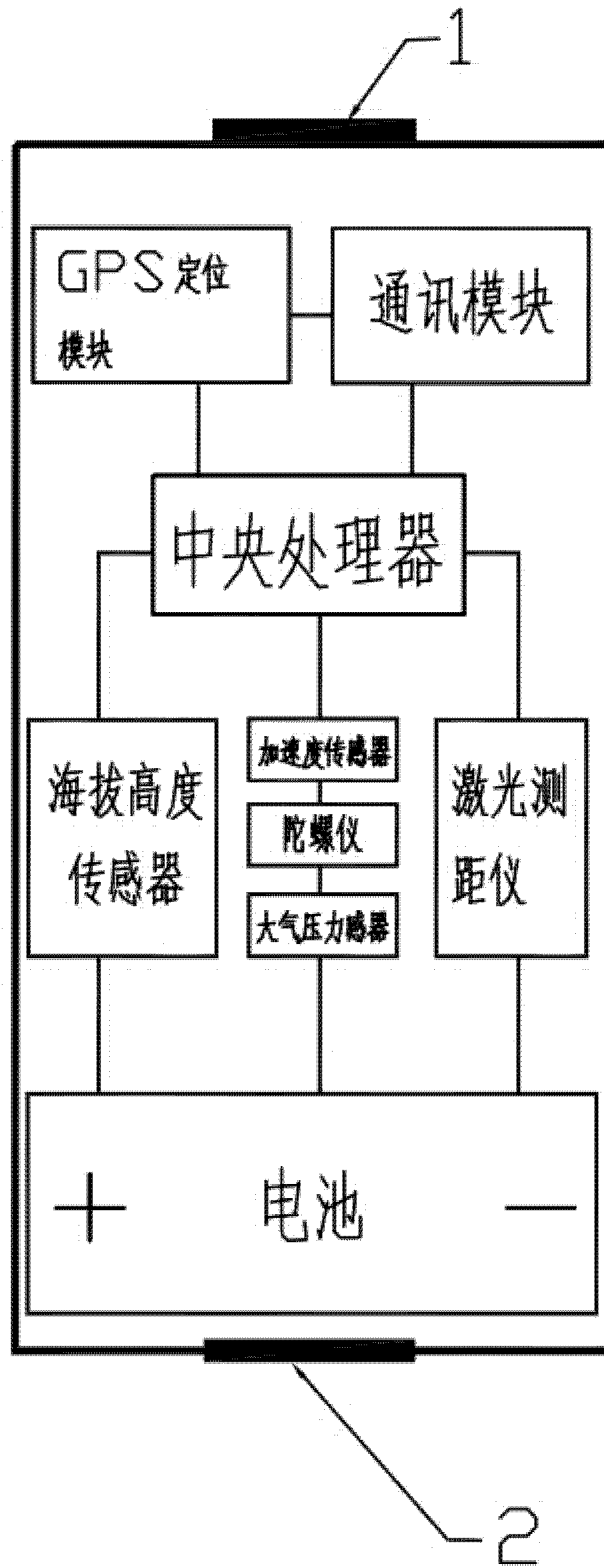 1
GPS定位
模块
通讯模块
中央处理器
海拔高度
传感器
加速度传感器
陀螺仪
大气压力感器
激光测
距仪
+ 电池 −
2